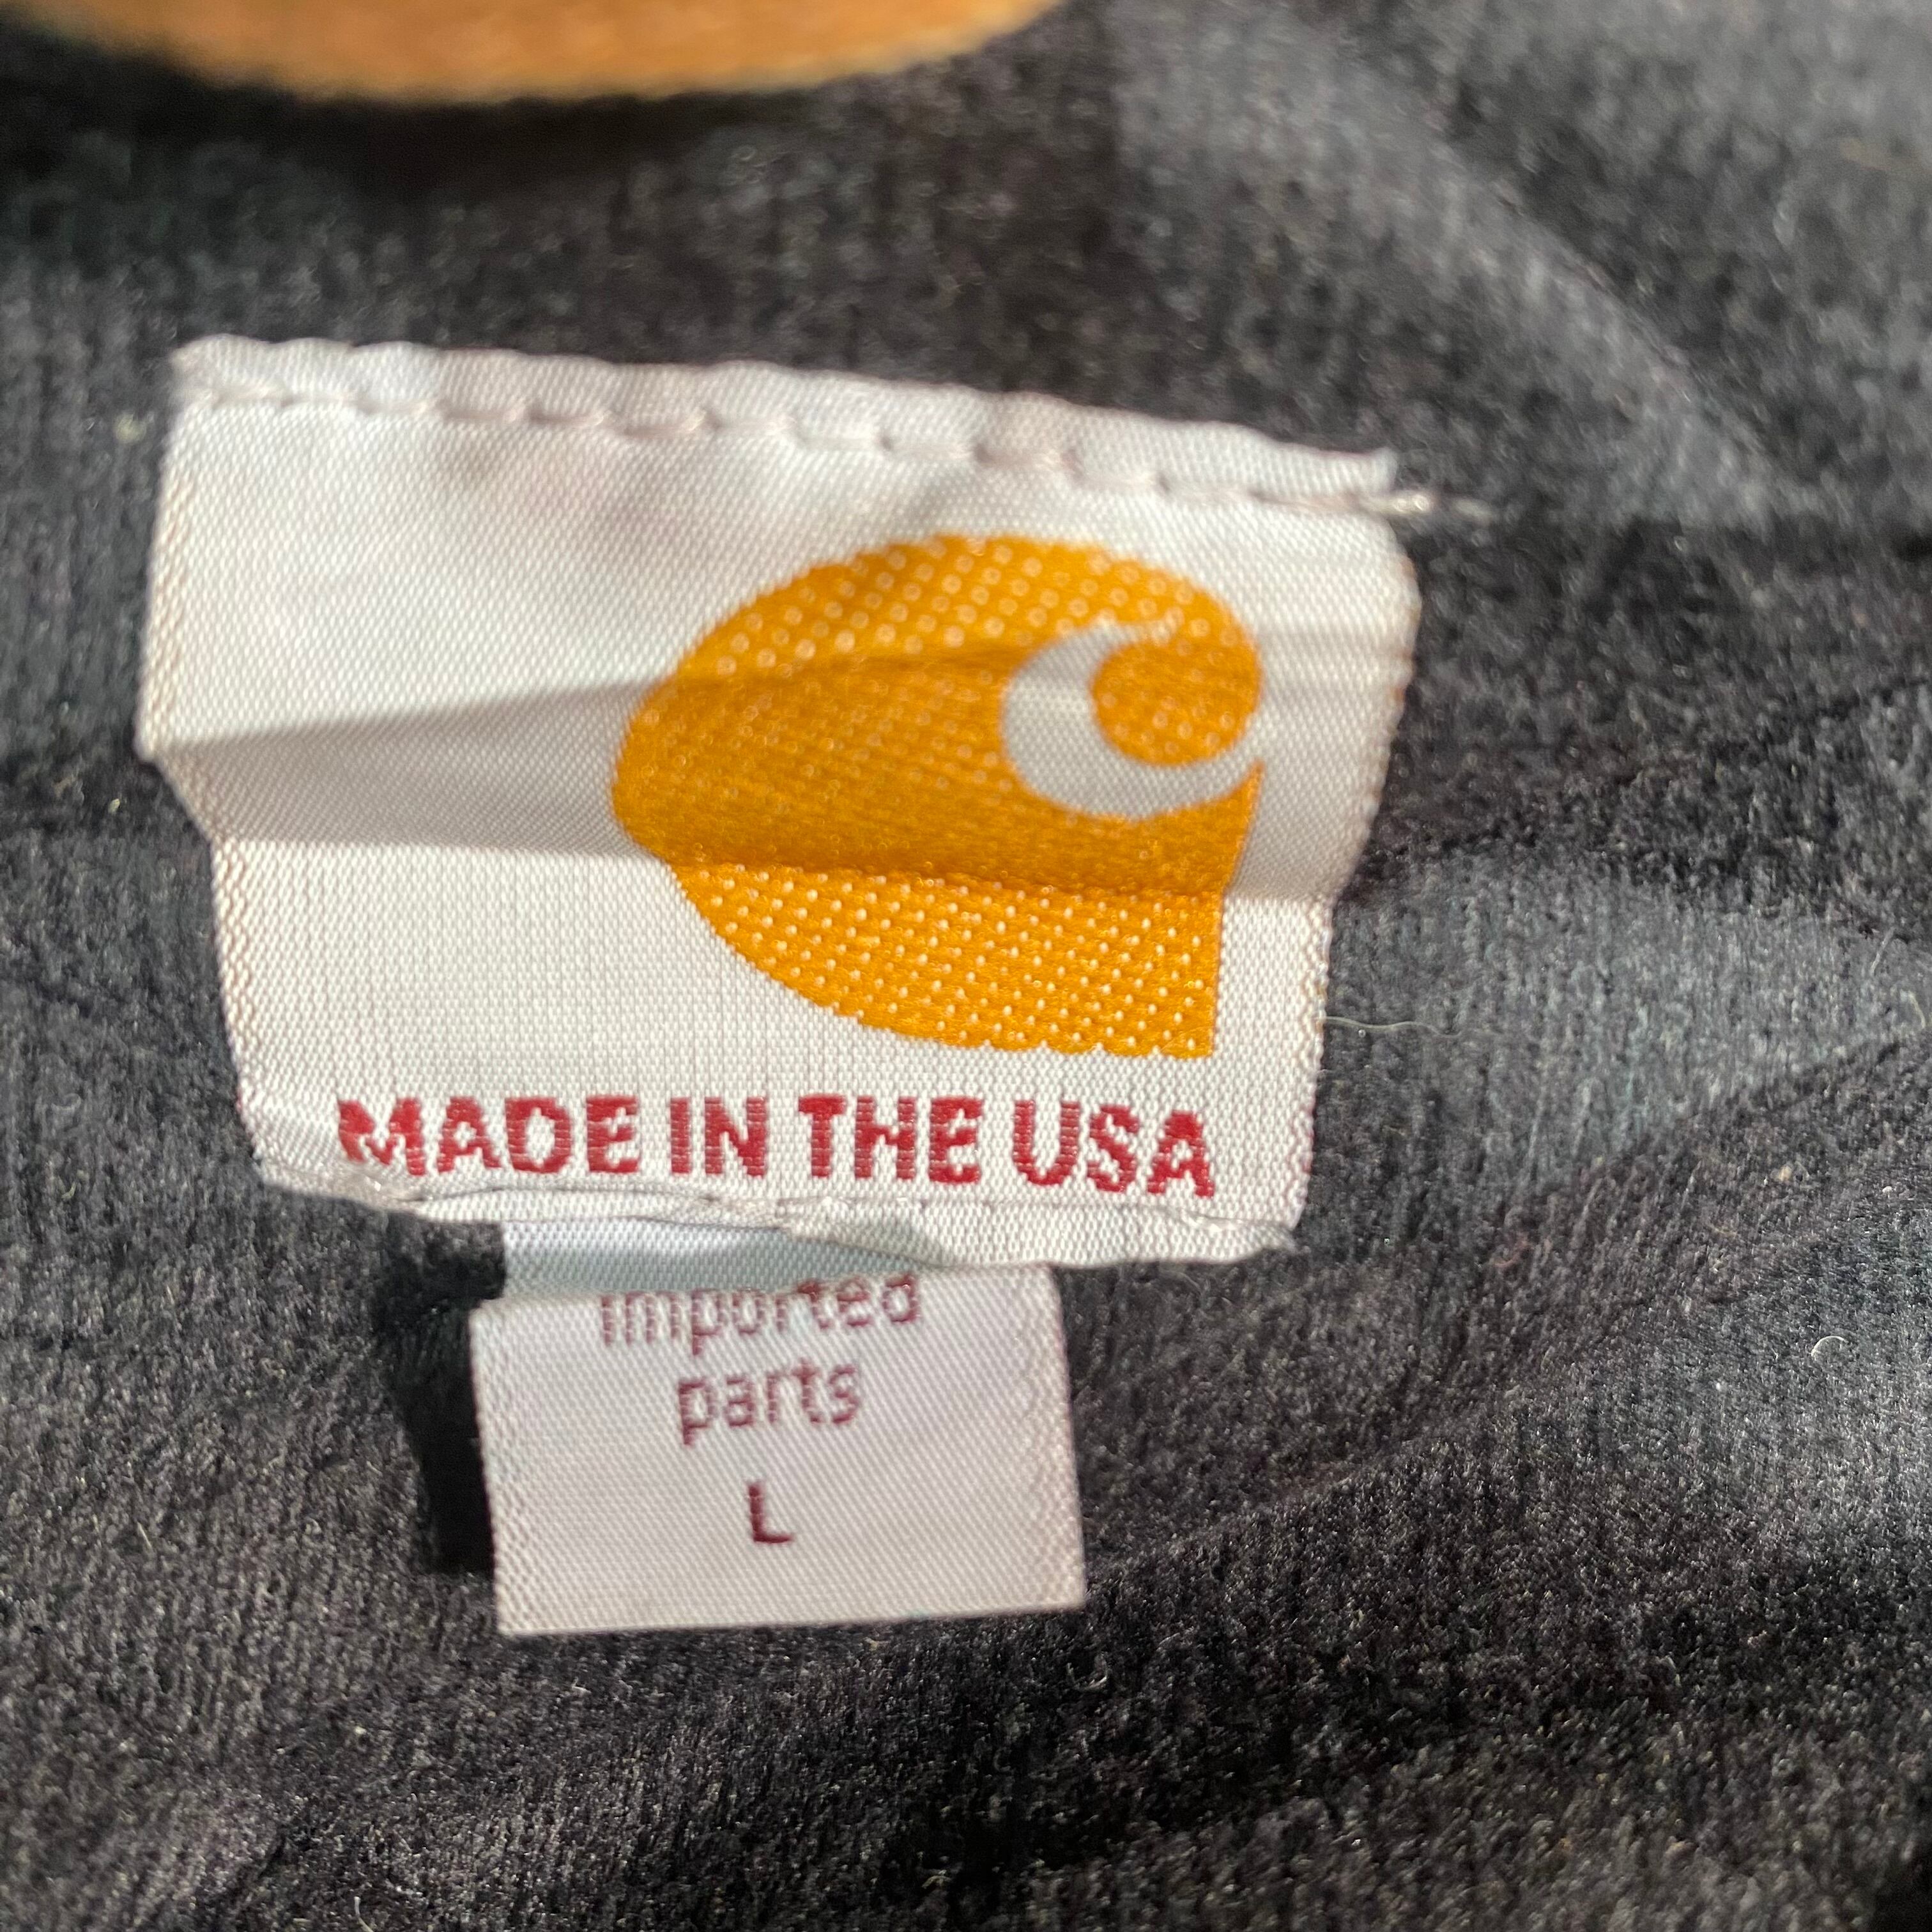 MADE IN THE USA
imported
parts
L